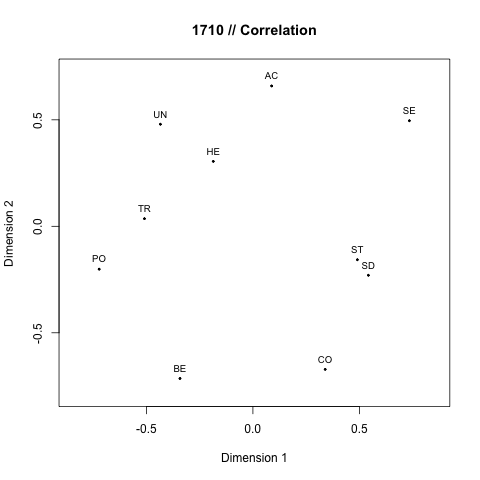 1710 // Correlation
AC
SE
UN
HE
TR
ST
SD
PO
CO
BE
0.5
0.0
-0.5
Dimension 2
-0.5
0.0
0.5
Dimension 1